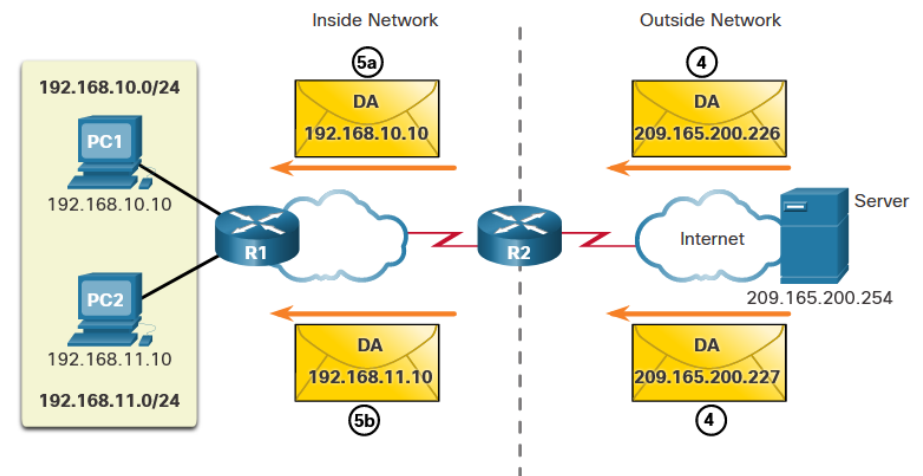 Inside Network
Outside Network
5a
4
192.168.10.0/24
DA
192.168.10.10
DA
209.165.200.226
PC1
192.168.10.10
R1
R2
Internet
Server
209.165.200.254
PC2
192.168.11.10
192.168.11.0/24
DA
192.168.11.10
DA
209.165.200.227
5b
4